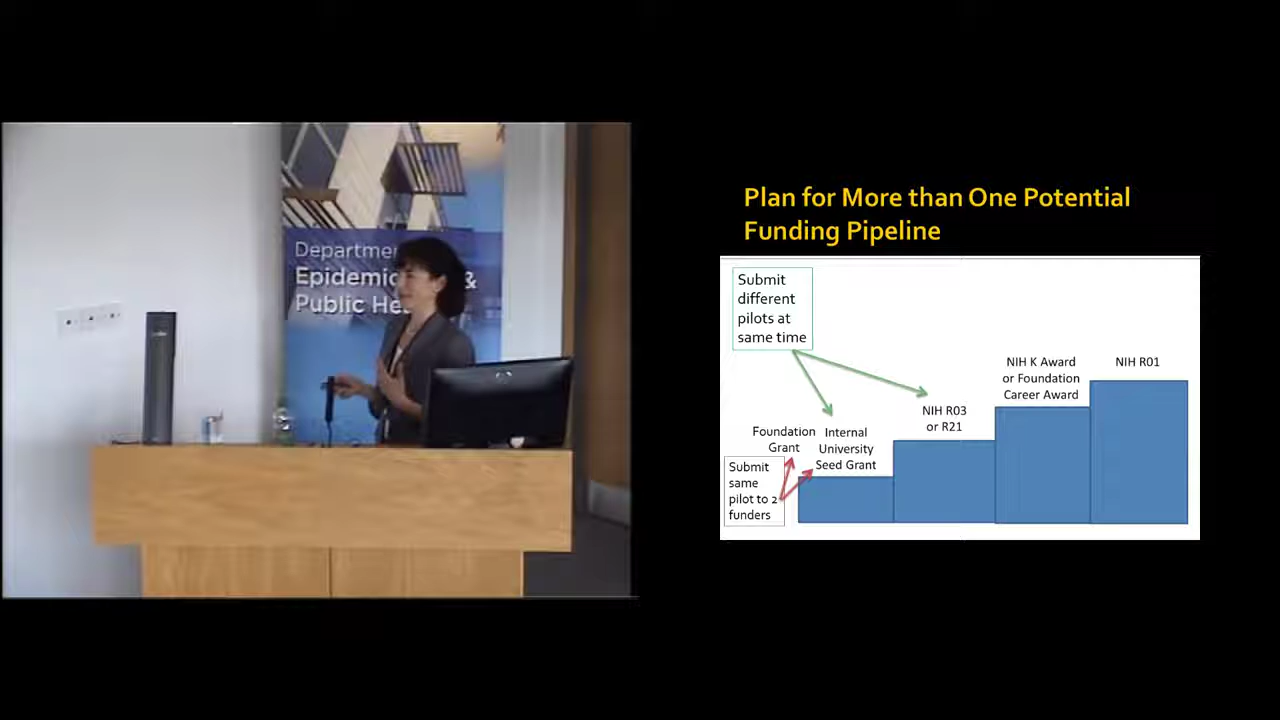 Departme
Epidemio &
Public He
Plan for More than One Potential
Funding Pipeline
Submit
different
pilots at
same time
NIH K Award
or Foundation
Career Award
NIH R01
NIH R03
or R21
Foundation
Grant
Internal
University
Seed Grant
Submit
same
pilot to 2
funders